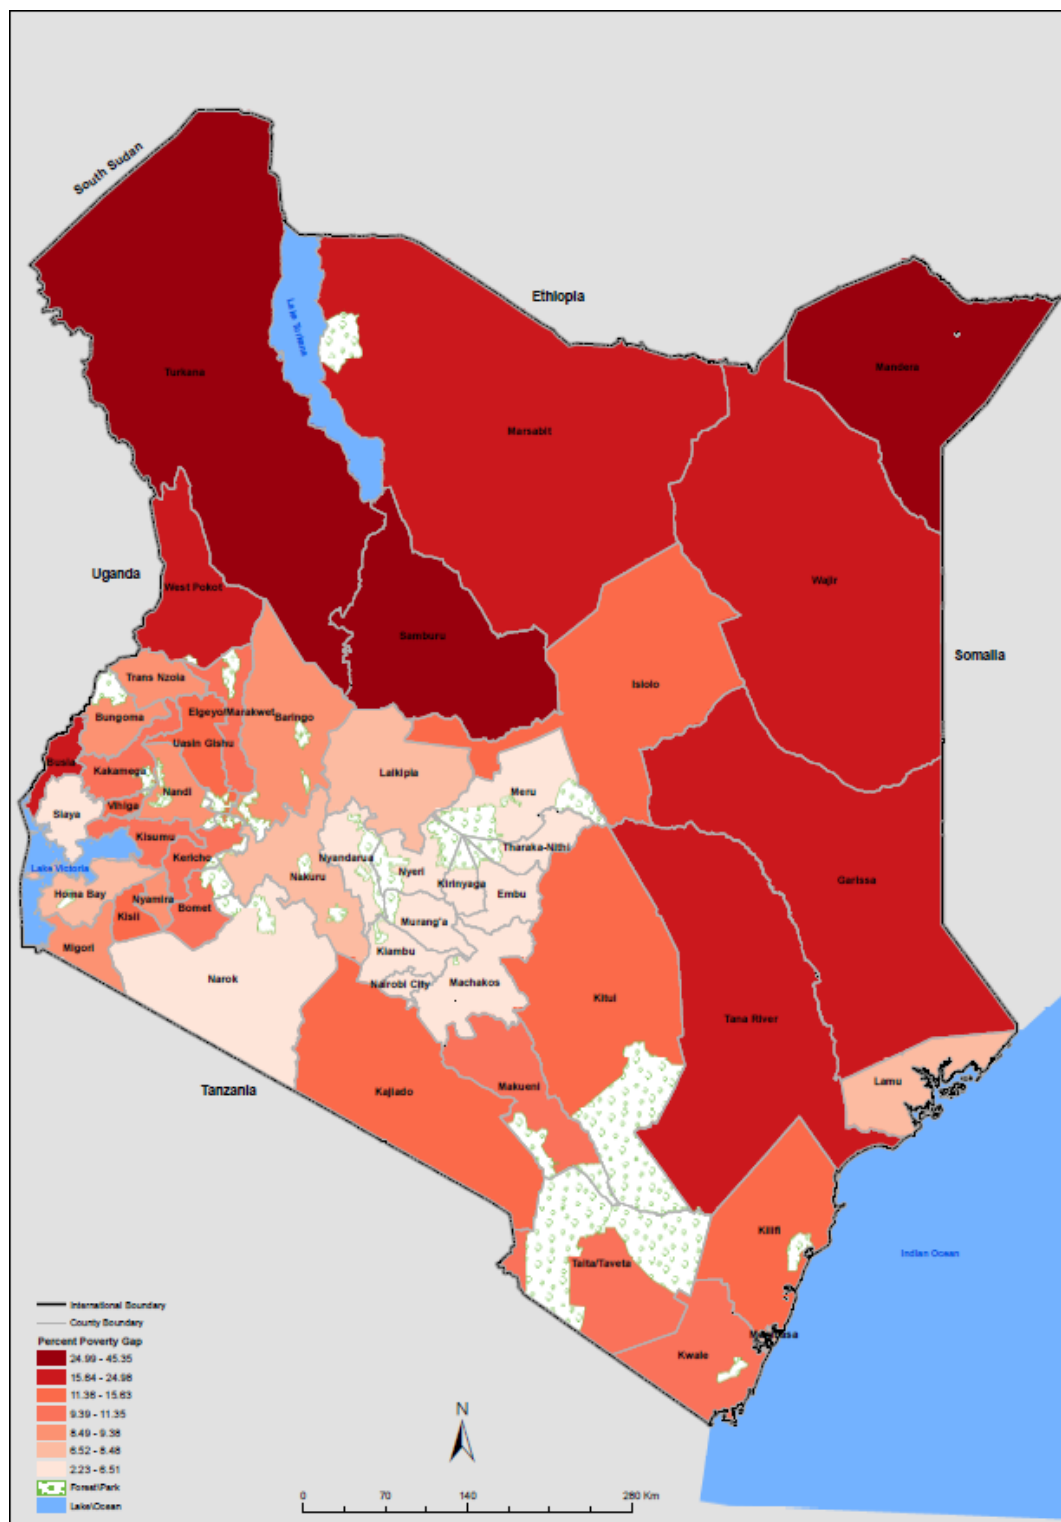 South Sudan
Ethiopia
Lake Turkana
Turkana
Mandera
Marsabit
Uganda
West Pokot
Wajir
Samburu
Somalia
Trans Nzoia
Isiolo
Elgeyo/Marakwet
Bungoma
Baringo
Uasin Gishu
Busia
Kakamega
Laikipia
Nandi
Meru
Siaya
Vihiga
Kisumu
Tharaka-Nithi
Kericho
Nyandarua
Lake Victoria
Nyeri
Nakuru
Kirinyaga
Garissa
Homa Bay
Nyamira
Embu
Bomet
Kisii
Murang'a
Migori
Kiambu
Narok
Nairobi City
Machakos
Kitui
Tana River
Lamu
Tanzania
Kajiado
Makueni
Kilifi
Indian Ocean
Taita/Taveta
Mombasa
Kwale
International Boundary
County Boundary
Percent Poverty Gap
24.99 - 45.35
15.64 - 24.98
11.36 - 15.63
9.39 - 11.35
8.49 - 9.38
6.52 - 8.48
2.23 - 6.51
Forest\Park
Lake\Ocean
N
0 70 140 280 Km